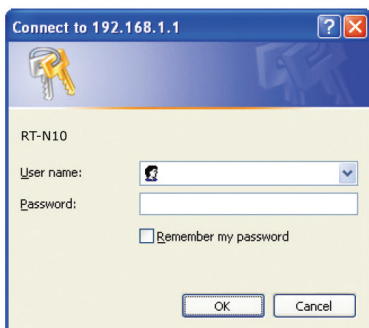 Connect to 192.168.1.1
RT-N10
User name:
Password:
Remember my password
OK
Cancel